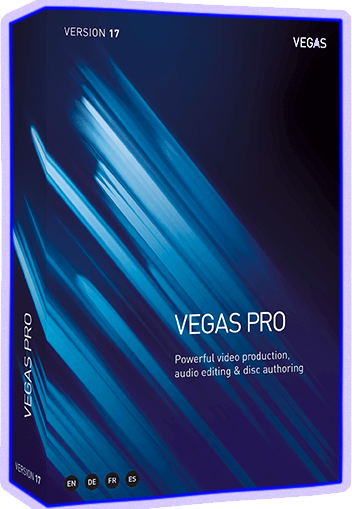 VERSION 17
VEGAS
VEGAS PRO
Powerful video production,
audio editing & disc authoring
VEGAS PRO
VERSION 17
EN DE FR ES